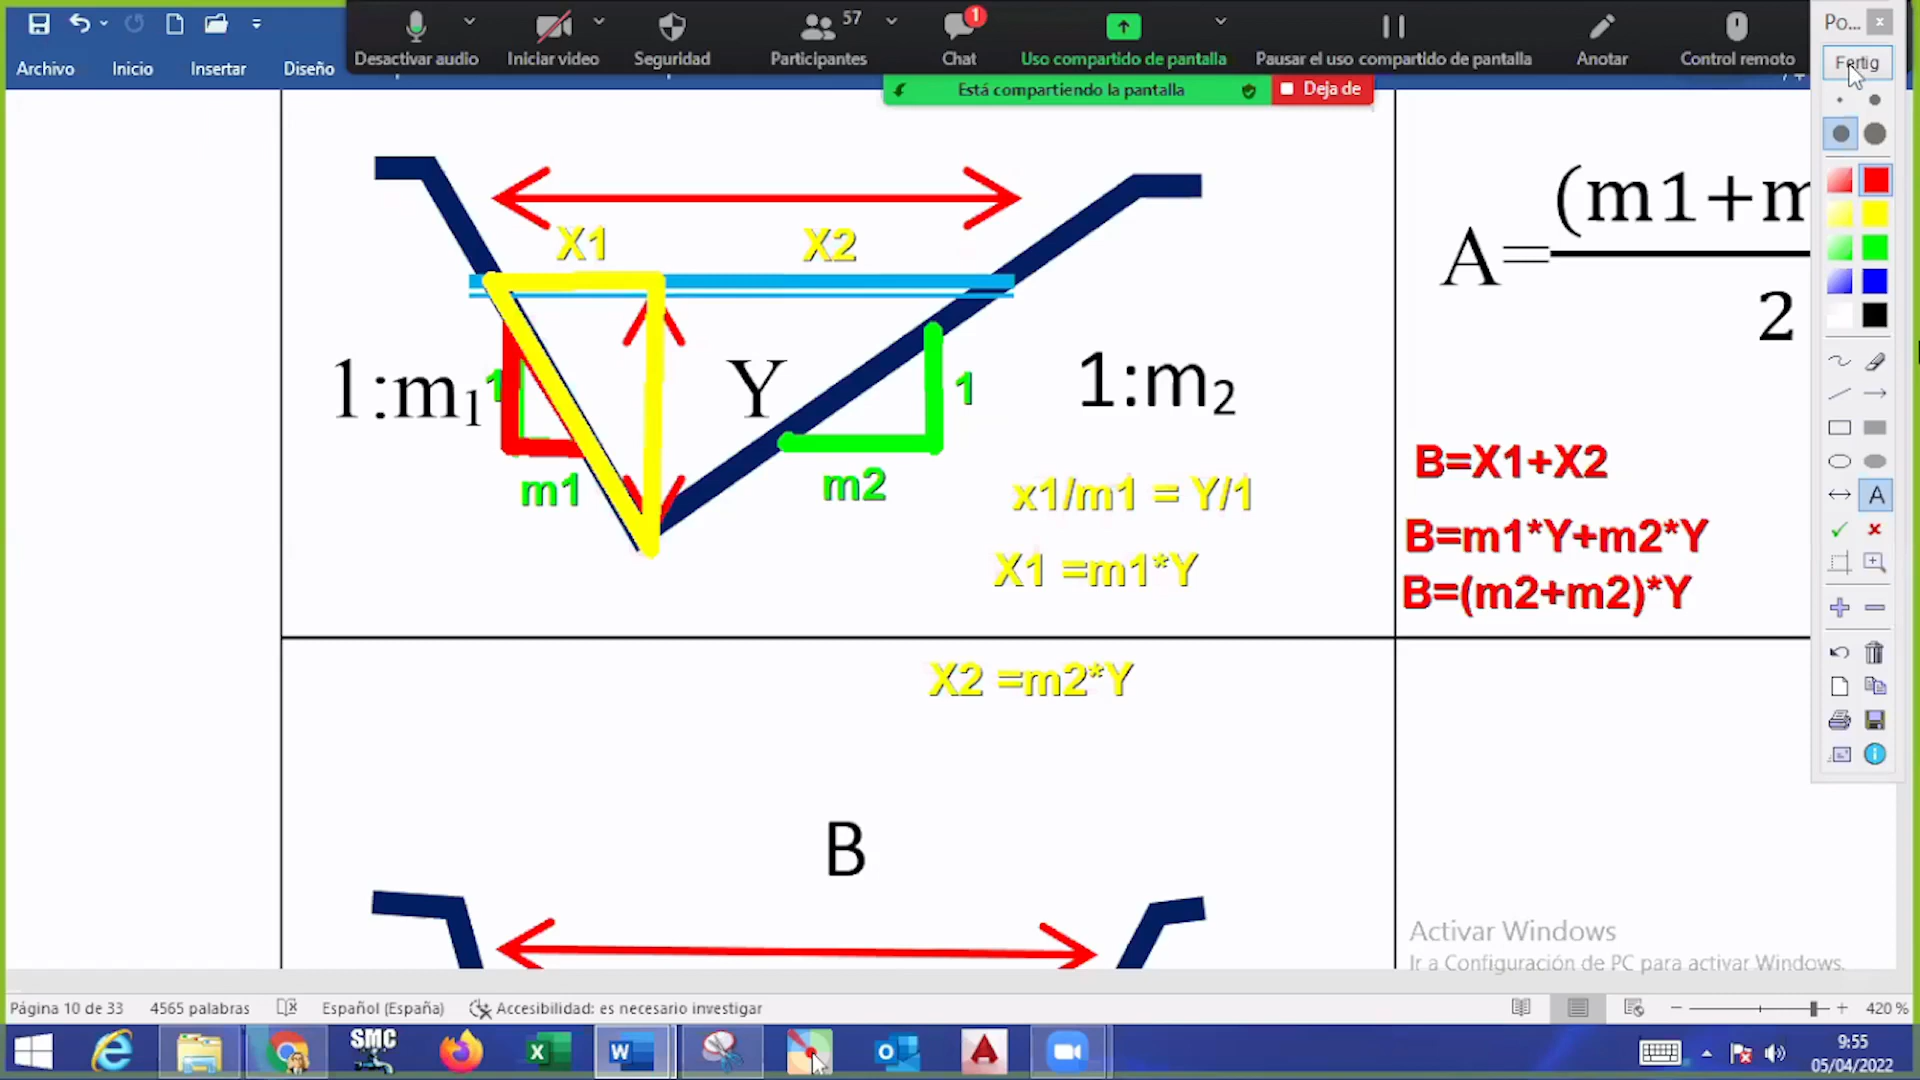 57
1
Po...
Desactivar audio
Iniciar video
Seguridad
Participantes
Chat
Uso compartido de pantalla
Pausar el uso compartido de pantalla
Anotar
Control remoto
Archivo
Inicio
Insertar
Diseño
Fertig
Está compartiendo la pantalla
Deja de
X1
X2
(m1+m
A=
2
1:m1
1
Y
1
1:m2
m1
m2
x1/m1 = Y/1
X1 =m1*Y
B=X1+X2
B=m1*Y+m2*Y
B=(m2+m2)*Y
A
X2 =m2*Y
B
Activar Windows
Ir a Configuración de PC para activar Windows.
Página 10 de 33
4565 palabras
Español (España)
Accesibilidad: es necesario investigar
420 %
SMC
9:55
05/04/2022